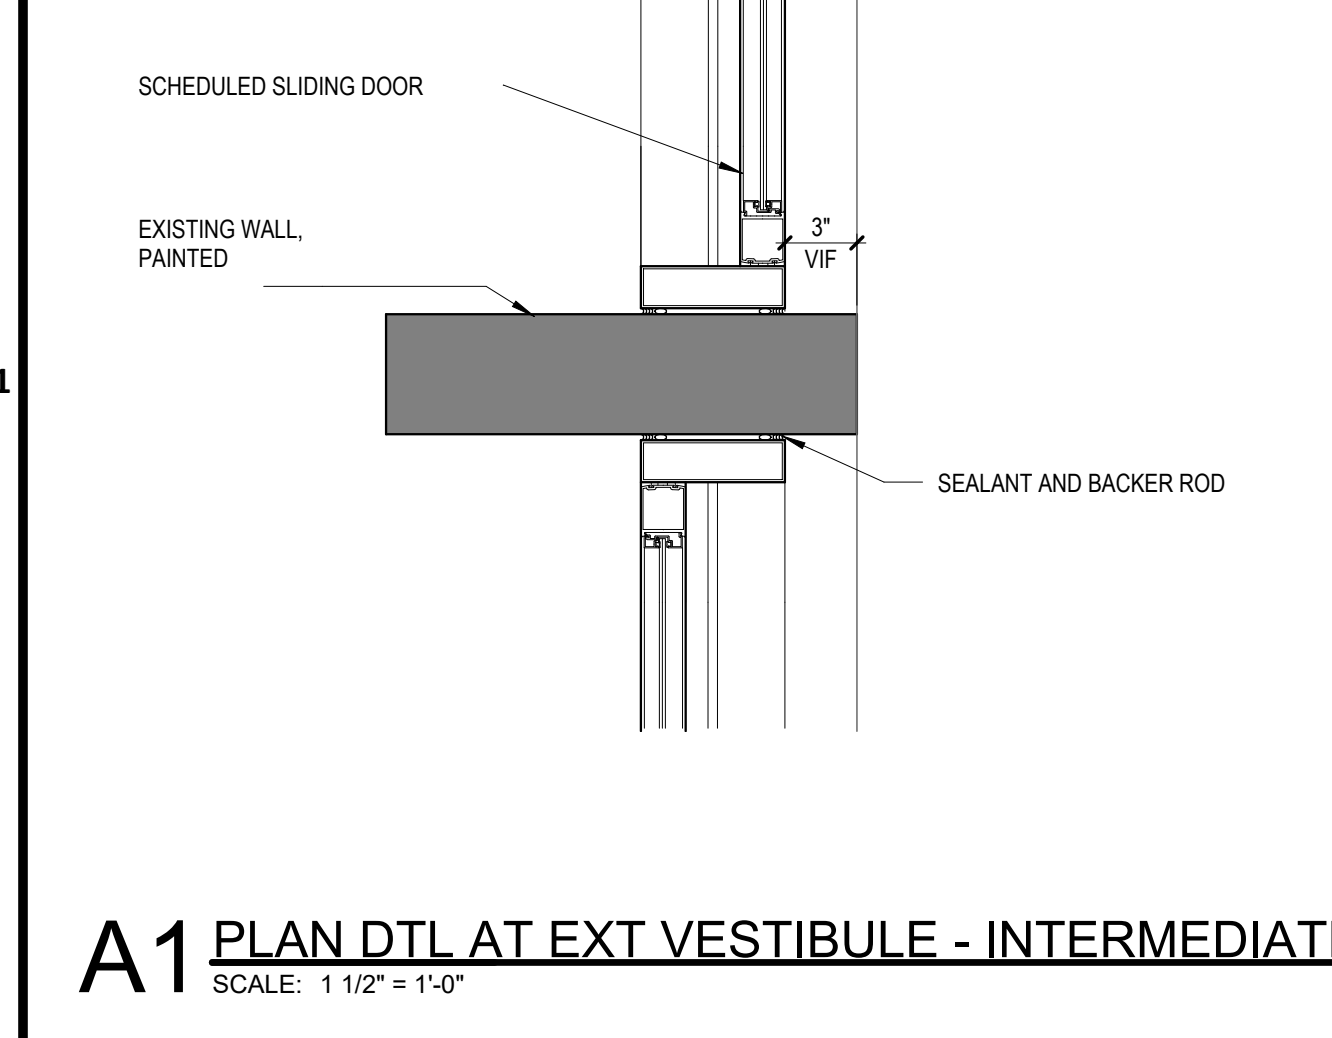 SCHEDULED SLIDING DOOR
EXISTING WALL,
PAINTED
3"
VIF
1
SEALANT AND BACKER ROD
A1 PLAN DTL AT EXT VESTIBULE - INTERMEDIAT
SCALE: 1 1/2" = 1'-0"